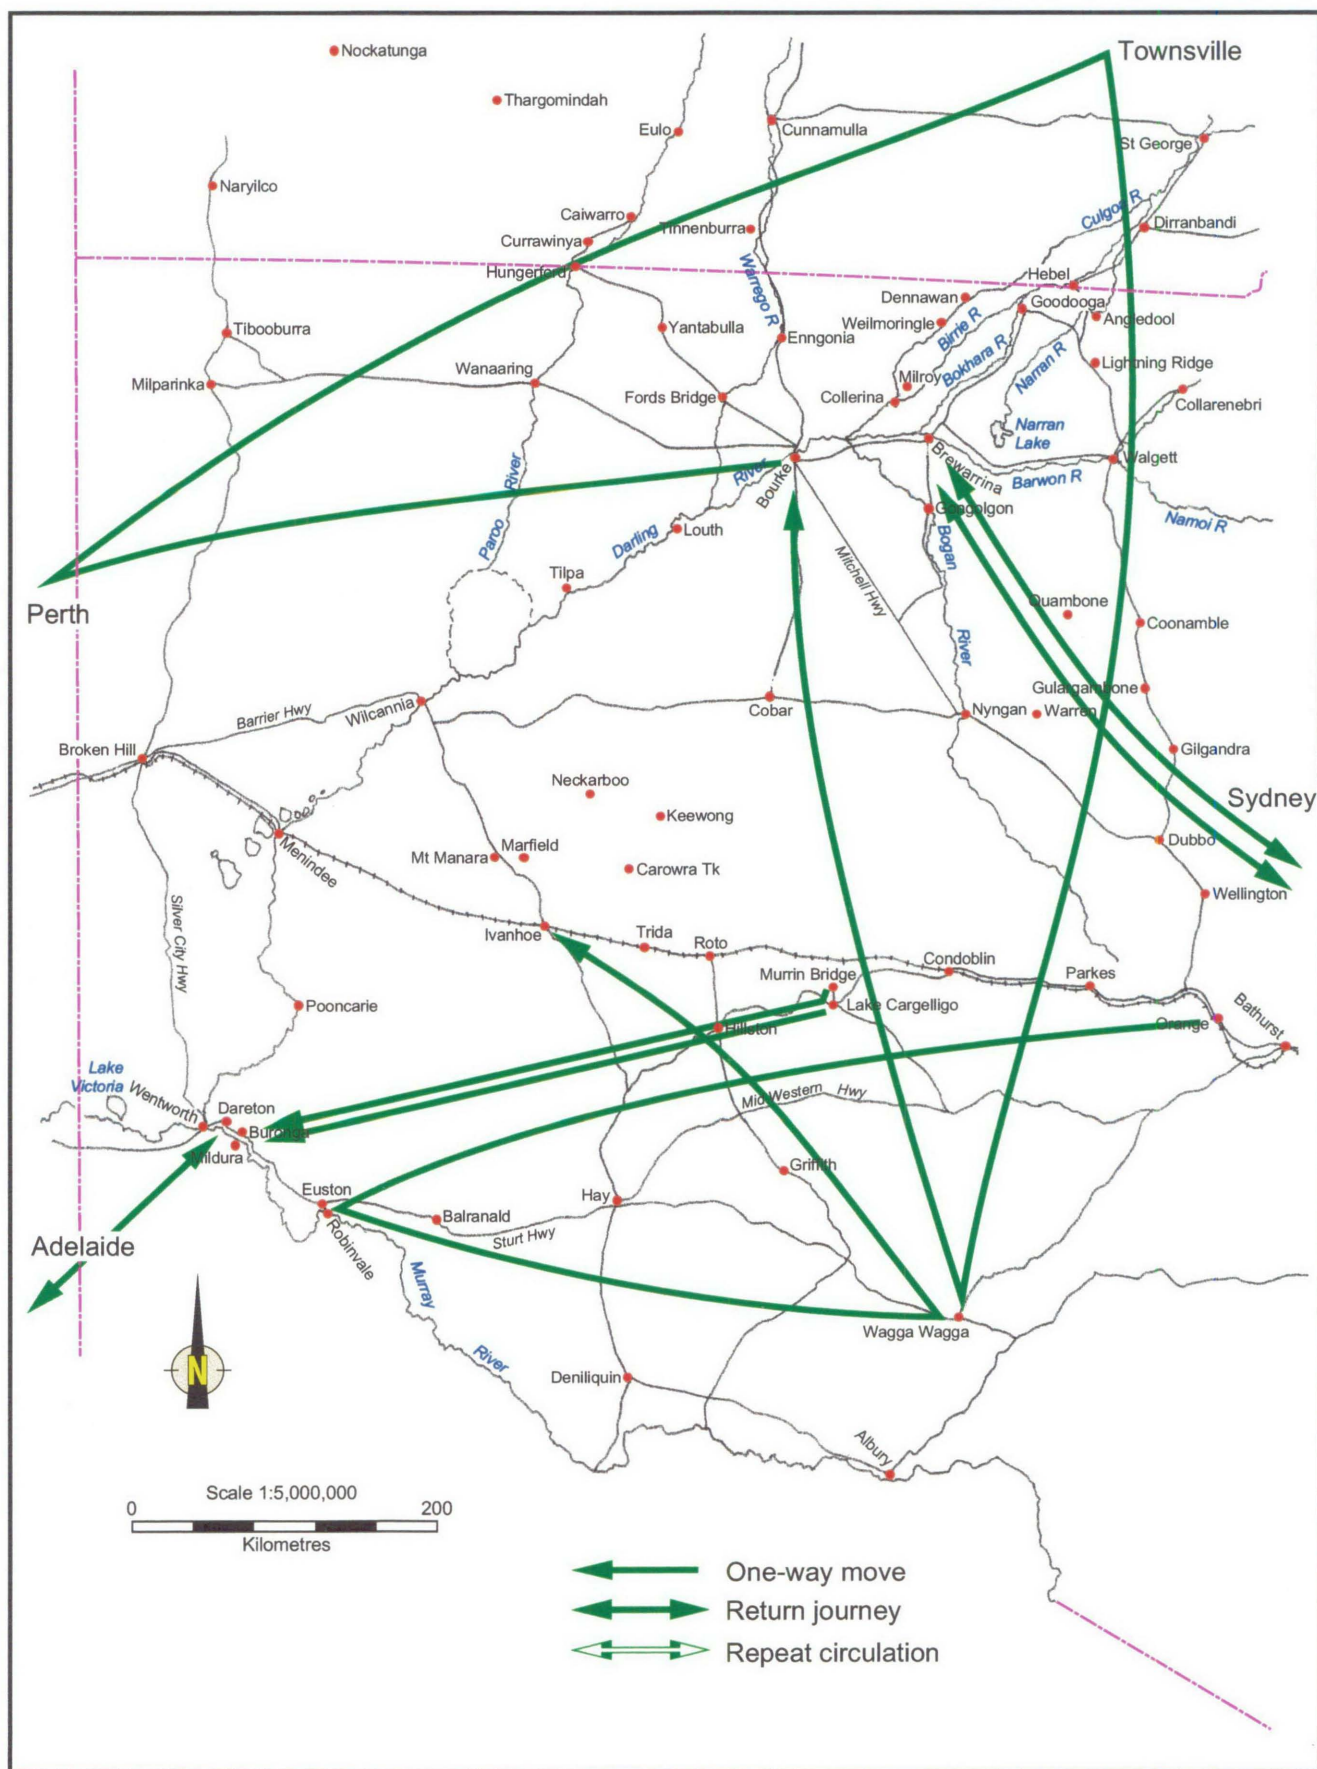 Nockatunga
Townsville
Thargomindah
Eulo
Cunnamulla
St George
Naryilco
Caiwarro
Culgoa R
Currawinya
Tinnenburra
Dirranbandi
Hungerford
Warrego R
Hebel
Dennawan
Goodooga
Tibooburra
Yantabulla
Weilmoringle
Birrie R
Angledool
Enngonia
Bokhara R
Narran R
Lightning Ridge
Milparinka
Wanaaring
Milroy
Fords Bridge
Collerina
Collarenebri
Narran
Lake
Brewarrina
Walgett
River
River
Bourke
Barwon R
Paroo
Darling
Louth
Goagolgon
Bogan
Namoi R
Mitchell Hwy
Tilpa
Perth
Quambone
Coonamble
River
Gulargambone
Barrier Hwy
Wilcannia
Cobar
Nyngan
Warren
Broken Hill
Gilgandra
Neckarboo
Sydney
Keewong
Menindee
Mt Manara
Marfield
Dubbo
Carowra Tk
Wellington
Silver City Hwy
Ivanhoe
Trida
Roto
Condoblin
Murrin Bridge
Parkes
Pooncarie
Lake Cargelligo
Bathurst
Hillston
Orange
Lake
Victoria
Wentworth
Dareton
Mid Western Hwy
Buronga
Mildura
Griffith
Euston
Hay
Balranald
Robinvale
Sturt Hwy
Adelaide
Murray
Wagga Wagga
N
River
Deniliquin
Albury
Scale 1:5,000,000
0 200
Kilometres
One-way move
Return journey
Repeat circulation